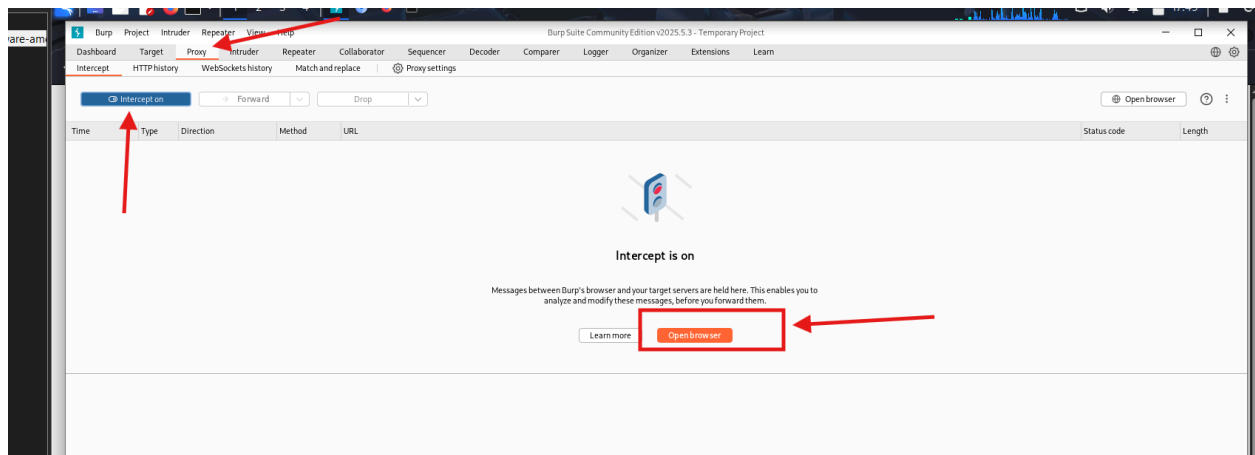 Burp Project Intruder Repeater View Help Burp Suite Community Edition v2025.5.3 - Temporary Project
Dashboard Target Proxy Intruder Repeater Collaborator Sequencer Decoder Comparer Logger Organizer Extensions Learn
Intercept HTTP history WebSockets history Match and replace Proxy settings
Intercept on Forward Drop Open browser
Time Type Direction Method URL Status code Length
Intercept is on
Messages between Burp's browser and your target servers are held here. This enables you to
analyze and modify these messages, before you forward them.
Learn more Open browser